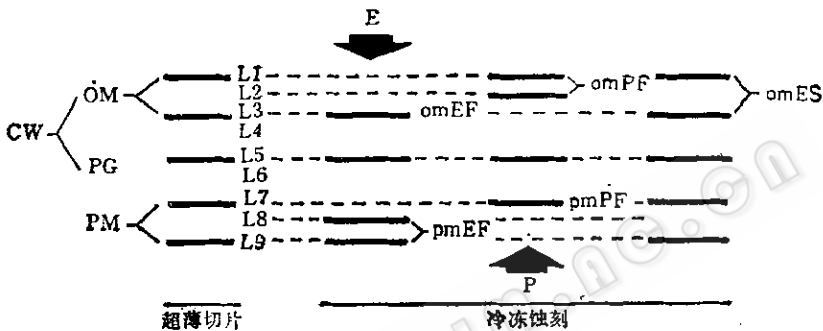 E
L1
OM L2 omPF
L3 omEF omES
CW L4
PG L5
L6
L7 pmPF
PM L8 pmEF
L9
P
超薄切片 冷冻蚀刻